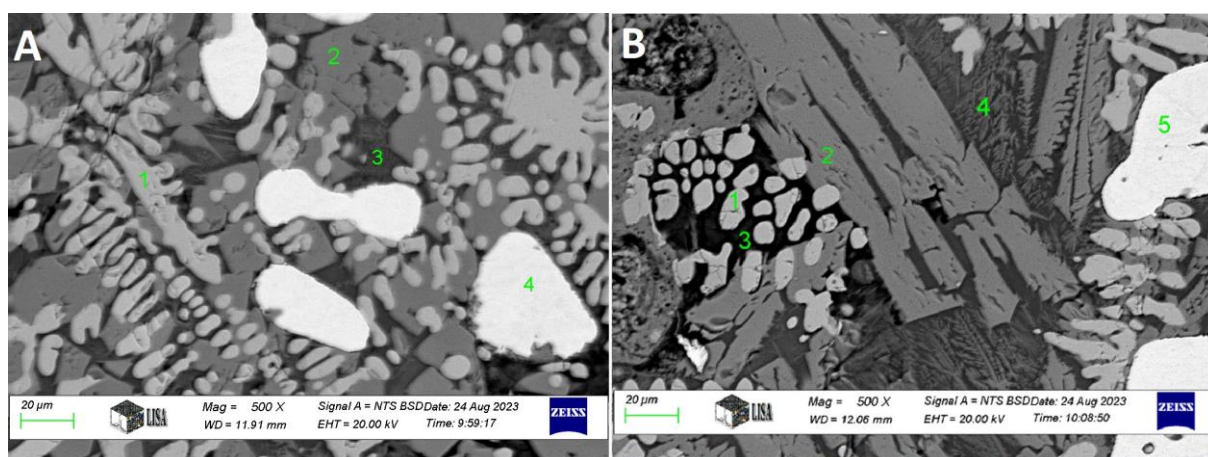 A
1
2
3
4
20 µm
LISA
Mag = 500 X
WD = 11.91 mm
Signal A = NTS BSD
EHT = 20.00 kV
Date: 24 Aug 2023
Time: 9:59:17
ZEISS
B
1
2
3
4
5
20 µm
LISA
Mag = 500 X
WD = 12.06 mm
Signal A = NTS BSD
EHT = 20.00 kV
Date: 24 Aug 2023
Time: 10:08:50
ZEISS